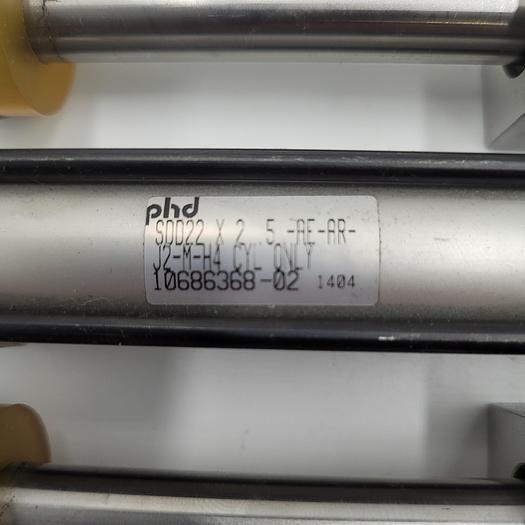 phd
SDD22 X 2 .5 -AE-AR-
J2-M-H4 CYL ONLY
10686368-02 1404